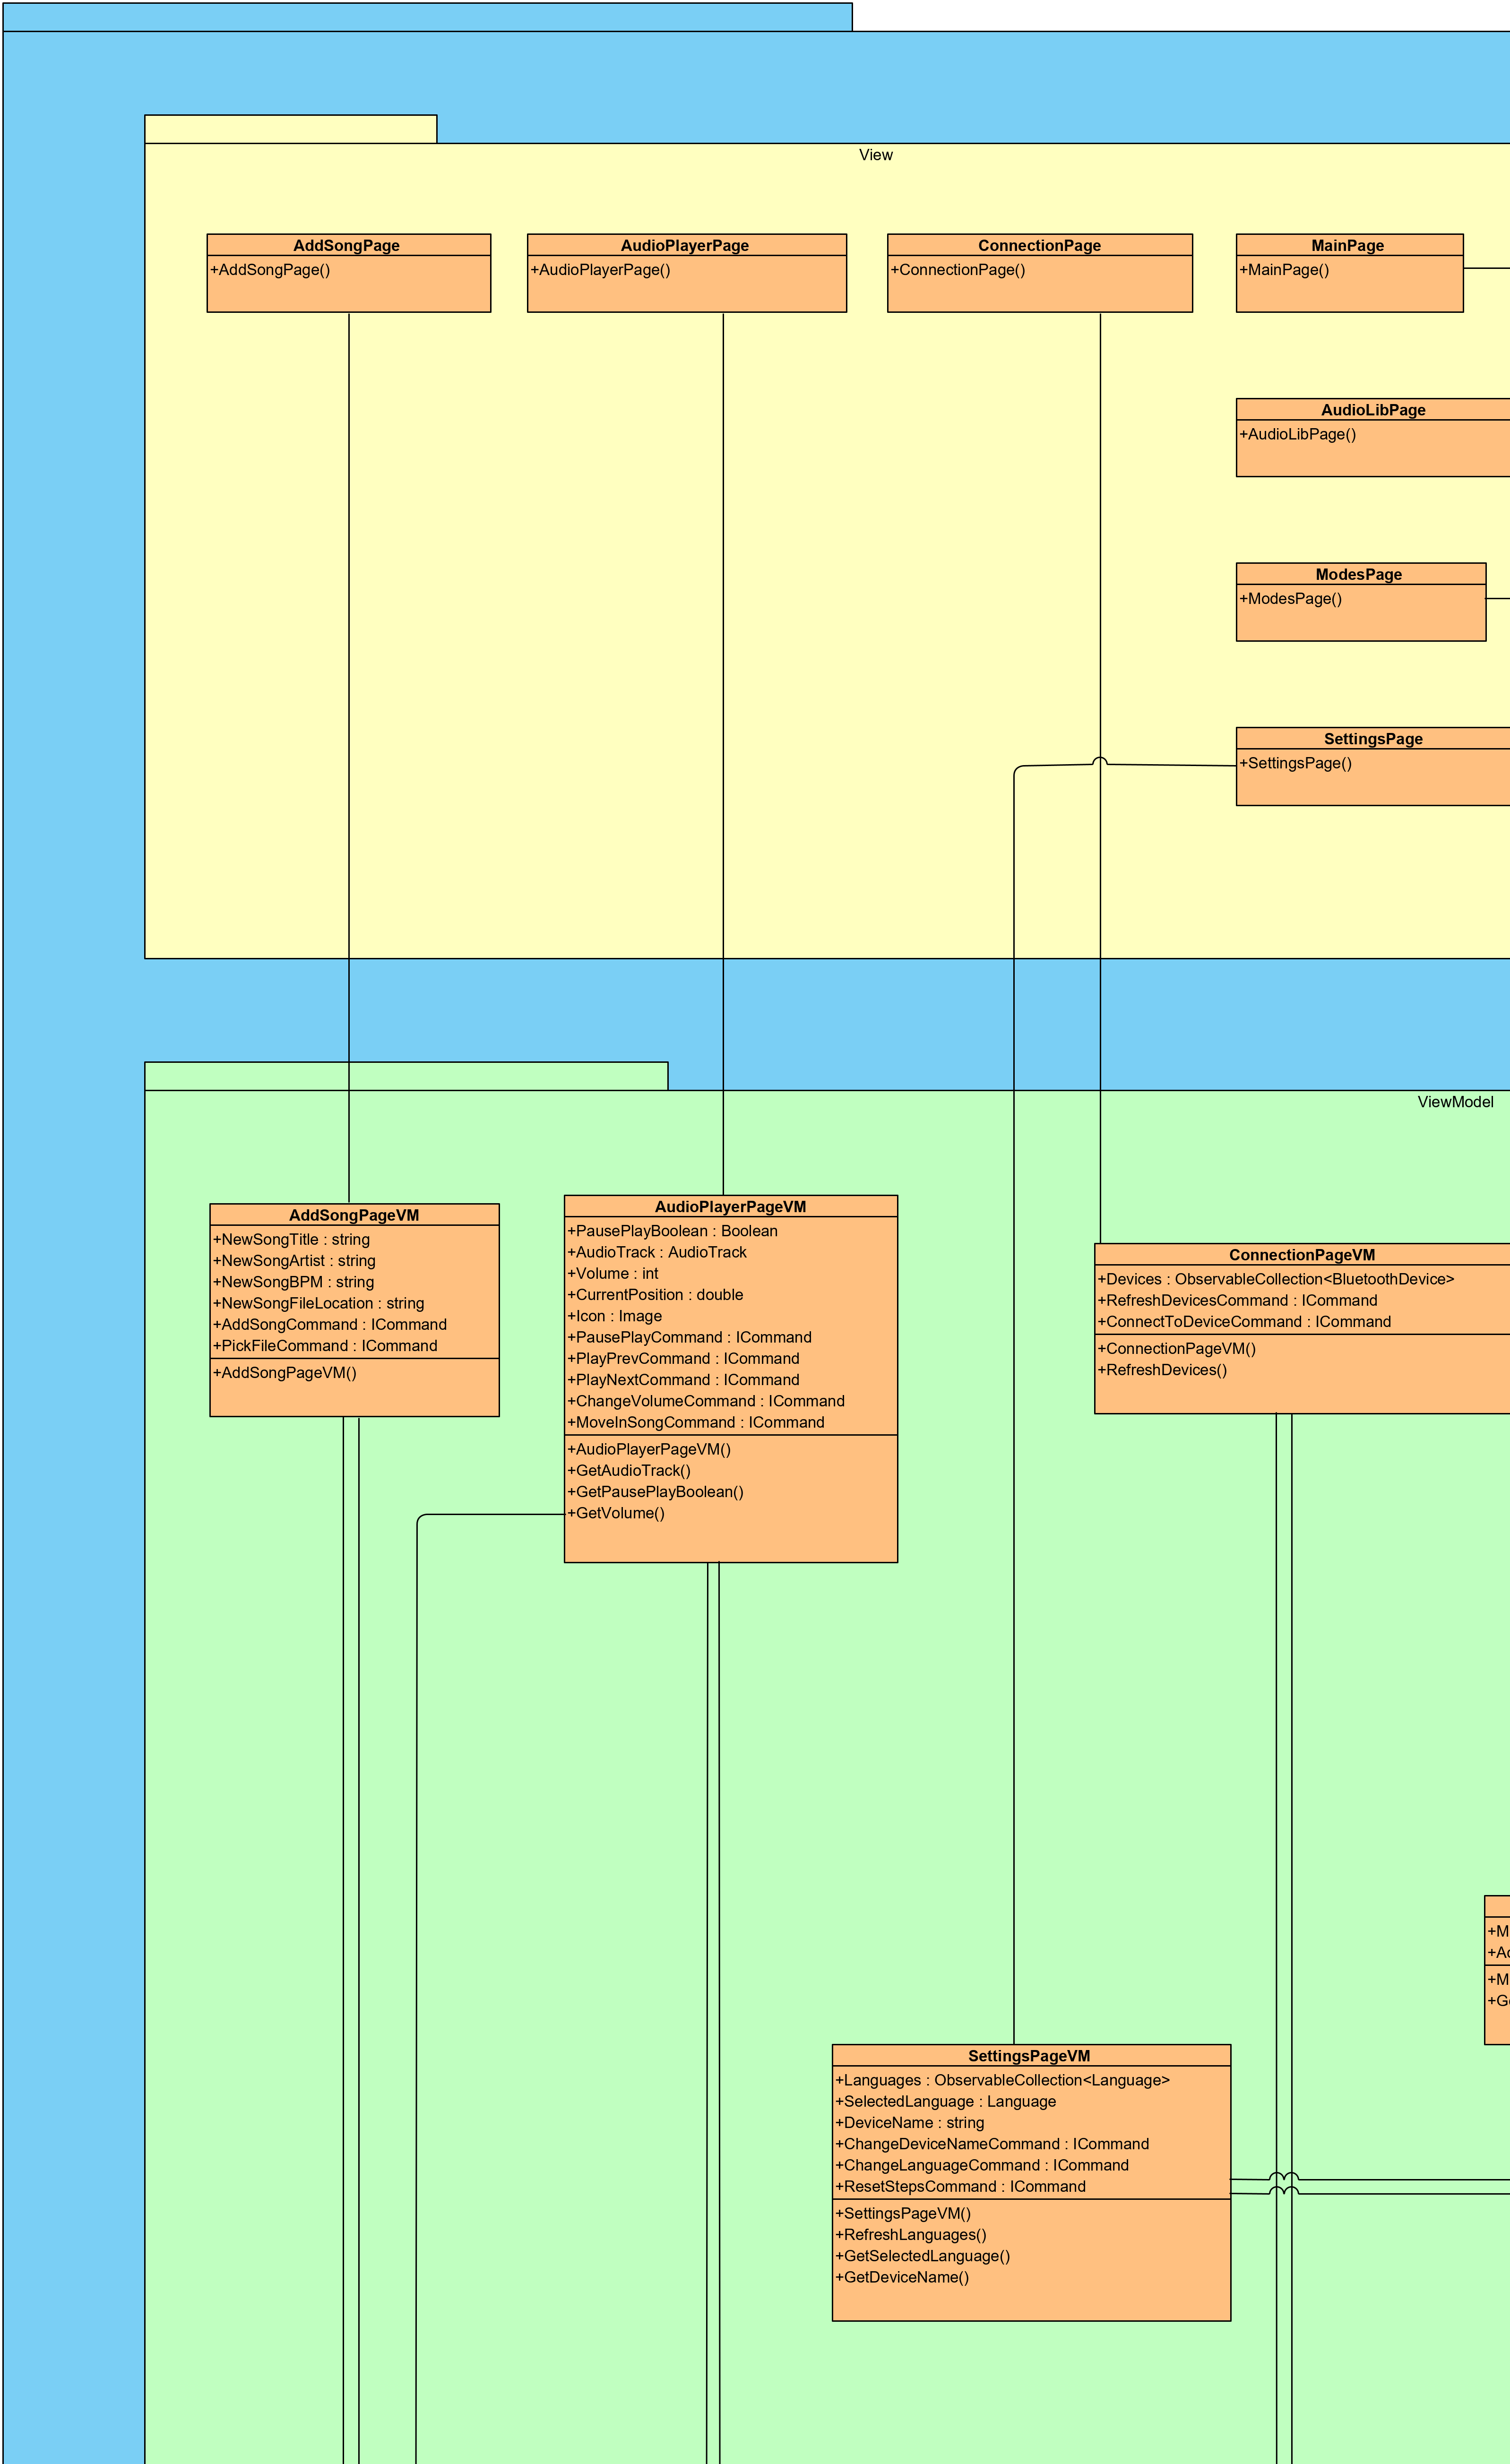 View
AddSongPage
+AddSongPage()
AudioPlayerPage
+AudioPlayerPage()
ConnectionPage
+ConnectionPage()
MainPage
+MainPage()
AudioLibPage
+AudioLibPage()
ModesPage
+ModesPage()
SettingsPage
+SettingsPage()
ViewModel
AddSongPageVM
+NewSongTitle : string
+NewSongArtist : string
+NewSongBPM : string
+NewSongFileLocation : string
+AddSongCommand : ICommand
+PickFileCommand : ICommand
+AddSongPageVM()
AudioPlayerPageVM
+PausePlayBoolean : Boolean
+AudioTrack : AudioTrack
+Volume : int
+CurrentPosition : double
+Icon : Image
+PausePlayCommand : ICommand
+PlayPrevCommand : ICommand
+PlayNextCommand : ICommand
+ChangeVolumeCommand : ICommand
+MoveInSongCommand : ICommand
+AudioPlayerPageVM()
+GetAudioTrack()
+GetPausePlayBoolean()
+GetVolume()
ConnectionPageVM
+Devices : ObservableCollection<BluetoothDevice>
+RefreshDevicesCommand : ICommand
+ConnectToDeviceCommand : ICommand
+ConnectionPageVM()
+RefreshDevices()
SettingsPageVM
+Languages : ObservableCollection<Language>
+SelectedLanguage : Language
+DeviceName : string
+ChangeDeviceNameCommand : ICommand
+ChangeLanguageCommand : ICommand
+ResetStepsCommand : ICommand
+SettingsPageVM()
+RefreshLanguages()
+GetSelectedLanguage()
+GetDeviceName()